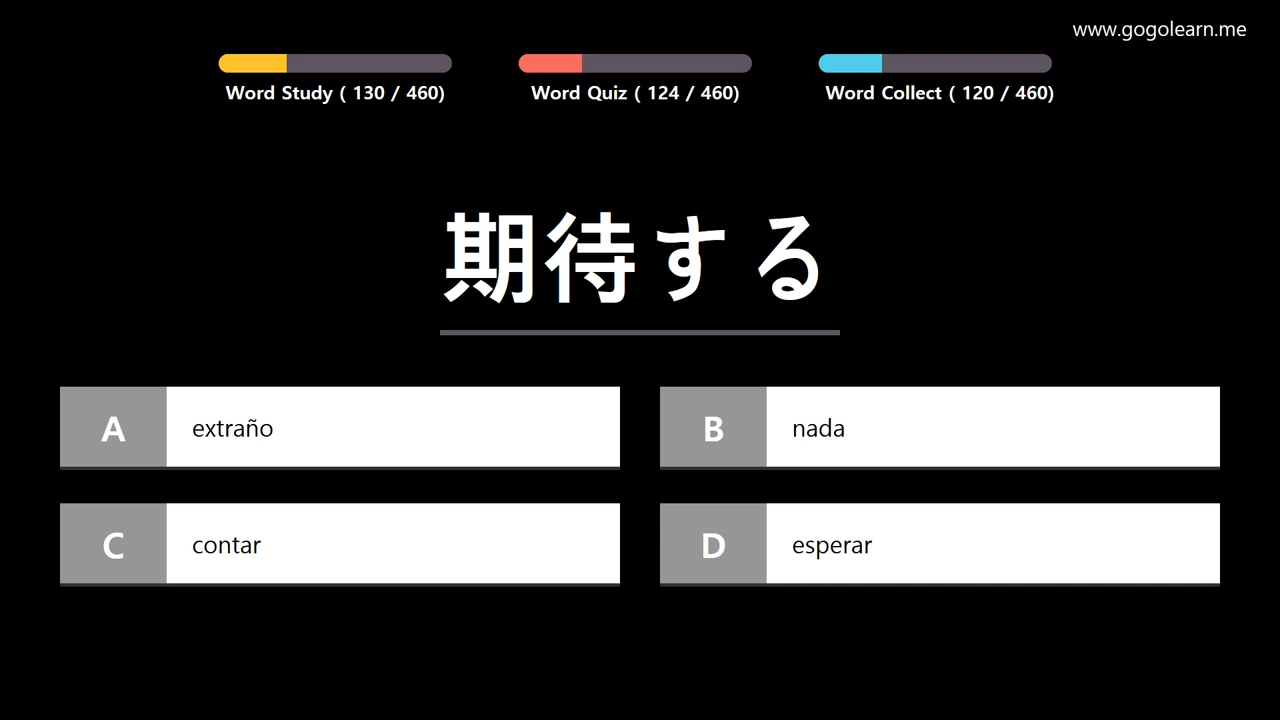 www.gogolearn.me
Word Study ( 130 / 460)
Word Quiz ( 124 / 460)
Word Collect ( 120 / 460)
期待する
A extraño
B nada
C contar
D esperar